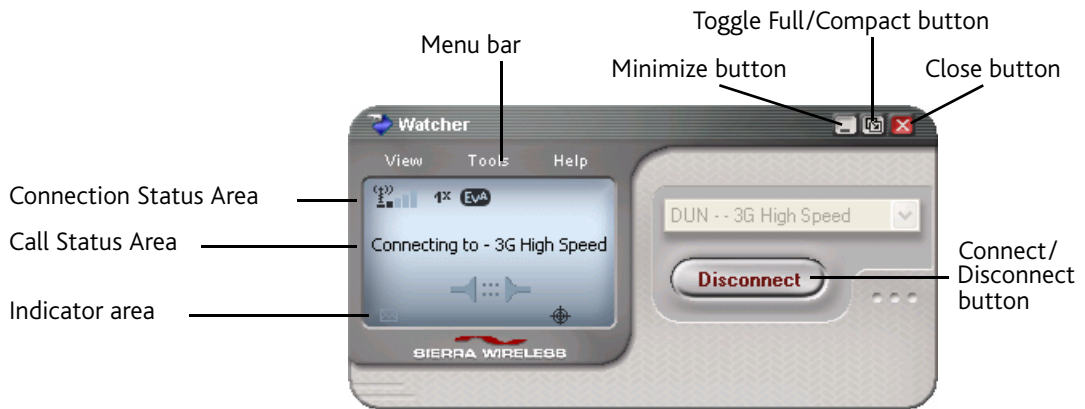 Toggle Full/Compact button
Menu bar
Minimize button
Close button
Watcher
View Tools Help
Connection Status Area
1X EvA
DUN - - 3G High Speed
Call Status Area
Connecting to - 3G High Speed
Connect/
Disconnect
button
Disconnect
Indicator area
SIERRA WIRELESS